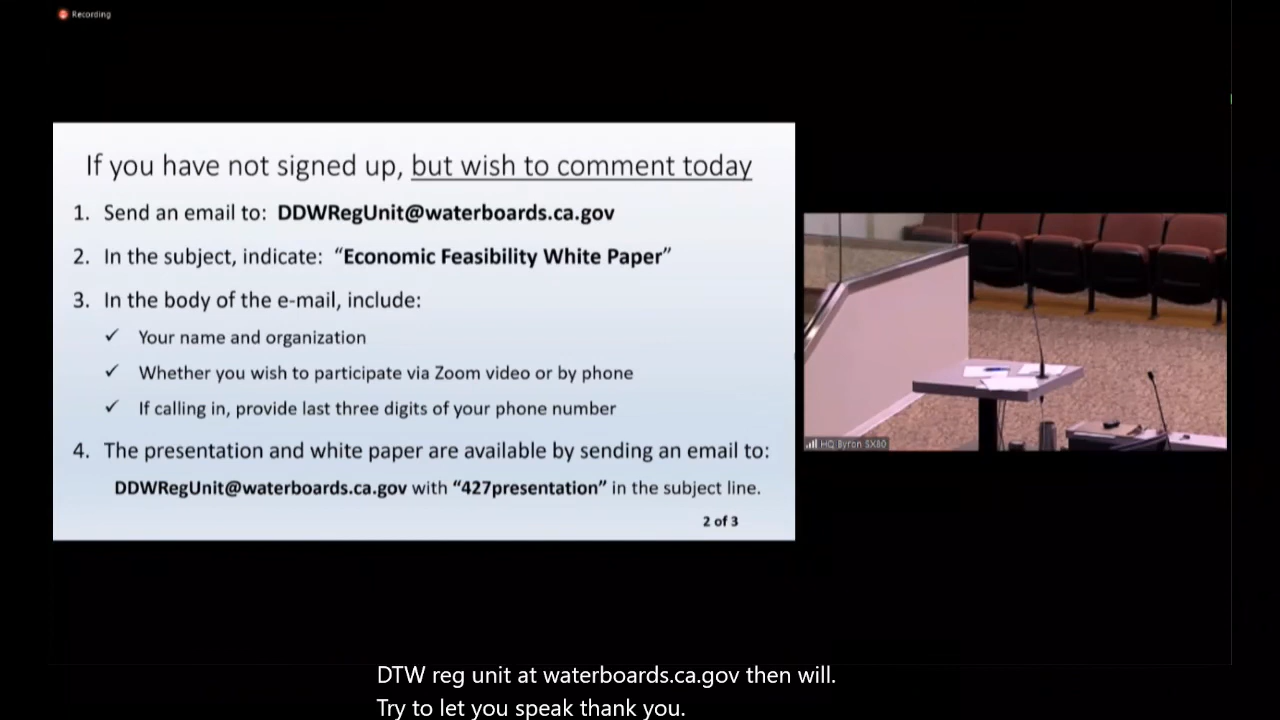 Recording
If you have not signed up, but wish to comment today
1. Send an email to: DDWRegUnit@waterboards.ca.gov
2. In the subject, indicate: “Economic Feasibility White Paper”
3. In the body of the e-mail, include:
✓ Your name and organization
✓ Whether you wish to participate via Zoom video or by phone
✓ If calling in, provide last three digits of your phone number
4. The presentation and white paper are available by sending an email to:
DDWRegUnit@waterboards.ca.gov with “427presentation” in the subject line.
2 of 3
HQ Byron SX80
DTW reg unit at waterboards.ca.gov then will.
Try to let you speak thank you.